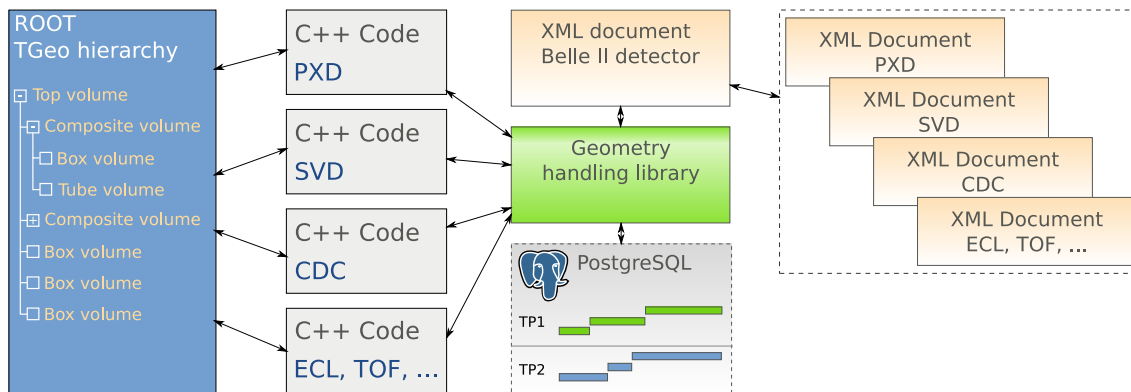 ROOT
TGeo hierarchy
Top volume
Composite volume
Box volume
Tube volume
Composite volume
Box volume
Box volume
Box volume
C++ Code
PXD
C++ Code
SVD
C++ Code
CDC
C++ Code
ECL, TOF, ...
XML document
Belle II detector
Geometry
handling library
PostgreSQL
TP1
TP2
XML Document
PXD
XML Document
SVD
XML Document
CDC
XML Document
ECL, TOF, ...